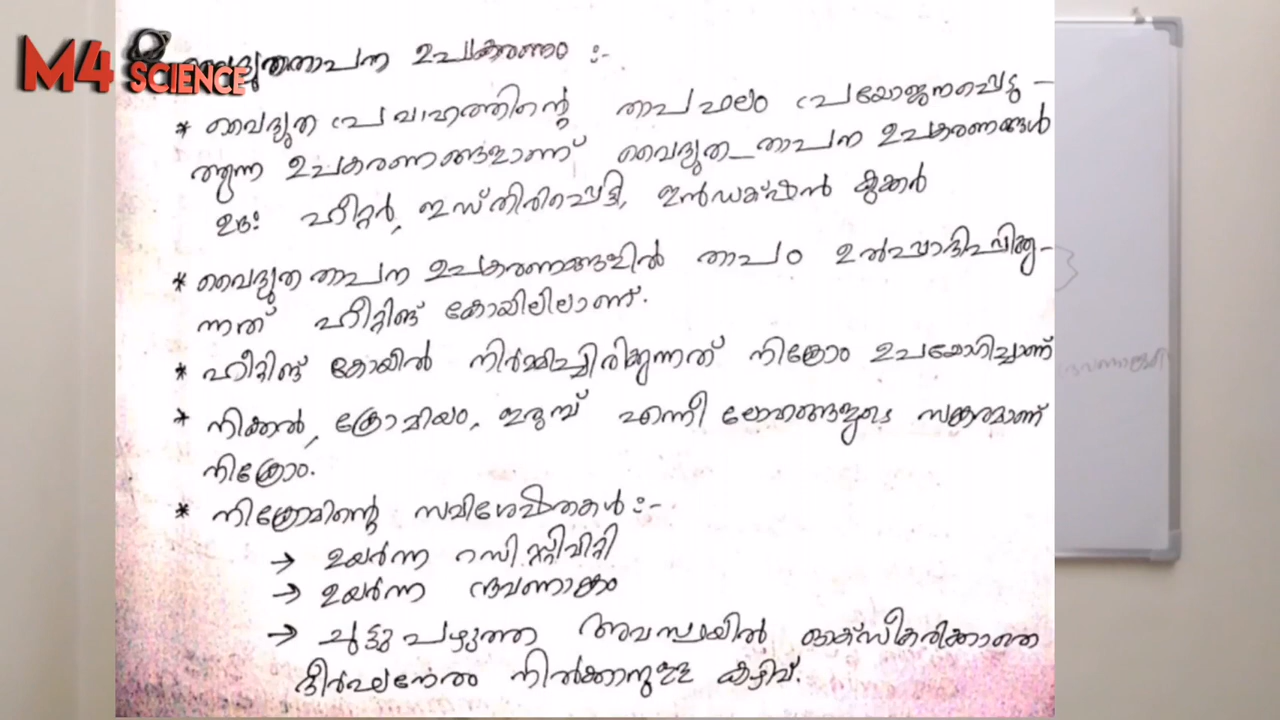 M4 SCIENCE
വൈദ്യുതതാപന ഉപകരണം :-
* വൈദ്യുത പ്രവാഹത്തിന്റെ താപഫലം പ്രയോജനപ്പെടു-
ത്തുന്ന ഉപകരണങ്ങളാണ് വൈദ്യുത താപന ഉപകരണങ്ങൾ
ഉദാ: ഹീറ്റർ, ഇസ്തിരിപ്പെട്ടി, ഇൻഡക്ഷൻ കുക്കർ
* വൈദ്യുത താപന ഉപകരണങ്ങളിൽ താപം ഉൽപ്പാദിപ്പിക്കു-
ന്നത് ഹീറ്റിങ്ങ് കോയിലിലാണ്.
* ഹീറ്റിങ്ങ് കോയിൽ നിർമ്മിച്ചിരിക്കുന്നത് നിക്രോം ഉപയോഗിച്ചാണ്
* നിക്കൽ, ക്രോമിയം, ഇരുമ്പ് എന്നീ ലോഹങ്ങളുടെ സങ്കരമാണ്
നിക്രോം.
* നിക്രോമിന്റെ സവിശേഷതകൾ :-
→ ഉയർന്ന റസിസ്റ്റിവിറ്റി
→ ഉയർന്ന ദ്രവണാങ്കം
→ ചുട്ടുപഴുത്ത അവസ്ഥയിൽ ഓക്സീകരിക്കാതെ
ദീർഘനേരം നിൽക്കാനുള്ള കഴിവ്.